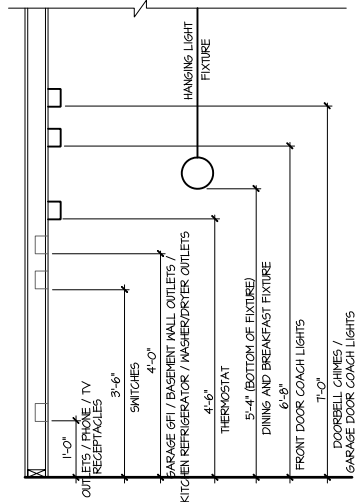 HANGING LIGHT
FIXTURE
1'-0"
OUTLETS / PHONE / TV
RECEPTACLES
3'-6"
SWITCHES
4'-0"
GARAGE GFI / BASEMENT WALL OUTLETS /
KITCHEN REFRIGERATOR / WASHER/DRYER OUTLETS
4'-6"
THERMOSTAT
5'-4" (BOTTOM OF FIXTURE)
DINING AND BREAKFAST FIXTURE
6'-8"
FRONT DOOR COACH LIGHTS
7'-0"
DOORBELL CHIMES /
GARAGE DOOR COACH LIGHTS